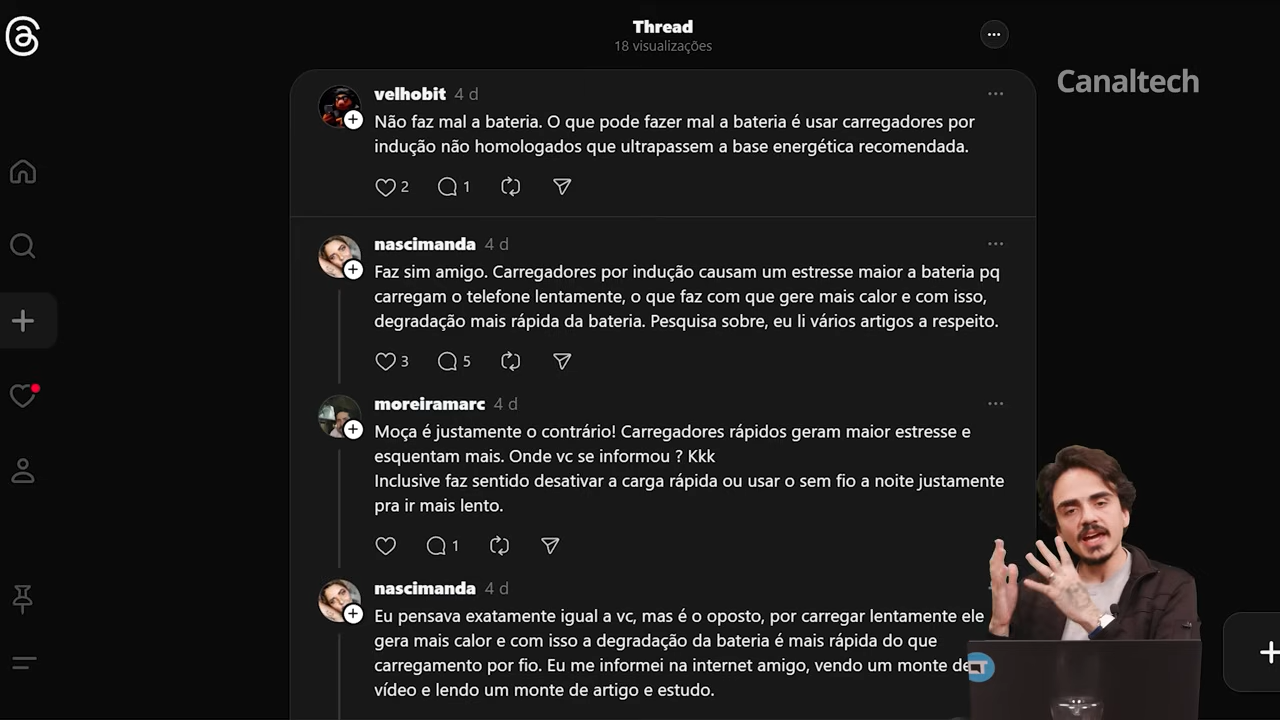 Thread
18 visualizações
Canaltech
velhobit 4 d
Não faz mal a bateria. O que pode fazer mal a bateria é usar carregadores por
indução não homologados que ultrapassem a base energética recomendada.
2 1
nascimanda 4 d
Faz sim amigo. Carregadores por indução causam um estresse maior a bateria pq
carregam o telefone lentamente, o que faz com que gere mais calor e com isso,
degradação mais rápida da bateria. Pesquisa sobre, eu li vários artigos a respeito.
3 5
moreiramarc 4 d
Moça é justamente o contrário! Carregadores rápidos geram maior estresse e
esquentam mais. Onde vc se informou ? Kkk
Inclusive faz sentido desativar a carga rápida ou usar o sem fio a noite justamente
pra ir mais lento.
1
nascimanda 4 d
Eu pensava exatamente igual a vc, mas é o oposto, por carregar lentamente ele
gera mais calor e com isso a degradação da bateria é mais rápida do que
carregamento por fio. Eu me informei na internet amigo, vendo um monte de
vídeo e lendo um monte de artigo e estudo.